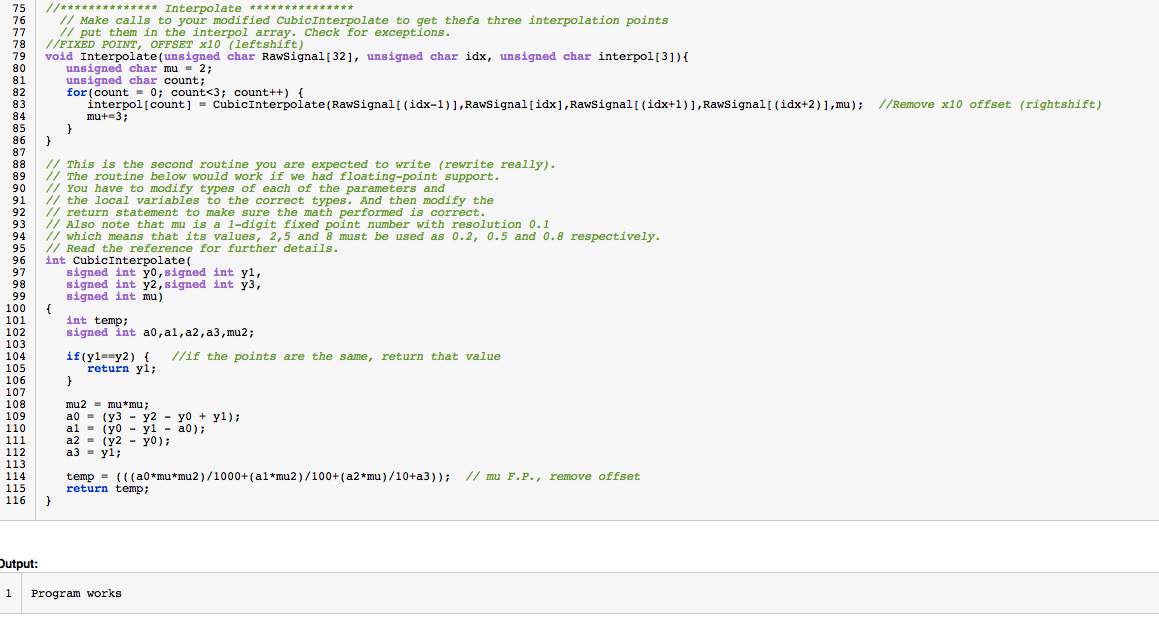 75 //************** Interpolate ***************
76 // Make calls to your modified CubicInterpolate to get thefa three interpolation points
77 // put them in the interpol array. Check for exceptions.
78 //FIXED POINT, OFFSET x10 (leftshift)
79 void Interpolate(unsigned char RawSignal[32], unsigned char idx, unsigned char interpol[3]){
80 unsigned char mu = 2;
81 unsigned char count;
82 for(count = 0; count<3; count++) {
83 interpol[count] = CubicInterpolate(RawSignal[(idx-1)],RawSignal[idx],RawSignal[(idx+1)],RawSignal[(idx+2)],mu); //Remove x10 offset (rightshift)
84 mu+=3;
85 }
86 }
87
88 // This is the second routine you are expected to write (rewrite really).
89 // The routine below would work if we had floating-point support.
90 // You have to modify types of each of the parameters and
91 // the local variables to the correct types. And then modify the
92 // return statement to make sure the math performed is correct.
93 // Also note that mu is a 1-digit fixed point number with resolution 0.1
94 // which means that its values, 2,5 and 8 must be used as 0.2, 0.5 and 0.8 respectively.
95 // Read the reference for further details.
96 int CubicInterpolate(
97 signed int y0,signed int y1,
98 signed int y2,signed int y3,
99 signed int mu)
100 {
101 int temp;
102 signed int a0,a1,a2,a3,mu2;
103
104 if(y1==y2) { //if the points are the same, return that value
105 return y1;
106 }
107
108 mu2 = mu*mu;
109 a0 = (y3 - y2 - y0 + y1);
110 a1 = (y0 - y1 - a0);
111 a2 = (y2 - y0);
112 a3 = y1;
113
114 temp = (((a0*mu*mu2)/1000+(a1*mu2)/100+(a2*mu)/10+a3)); // mu F.P., remove offset
115 return temp;
116 }
Output:
1 Program works